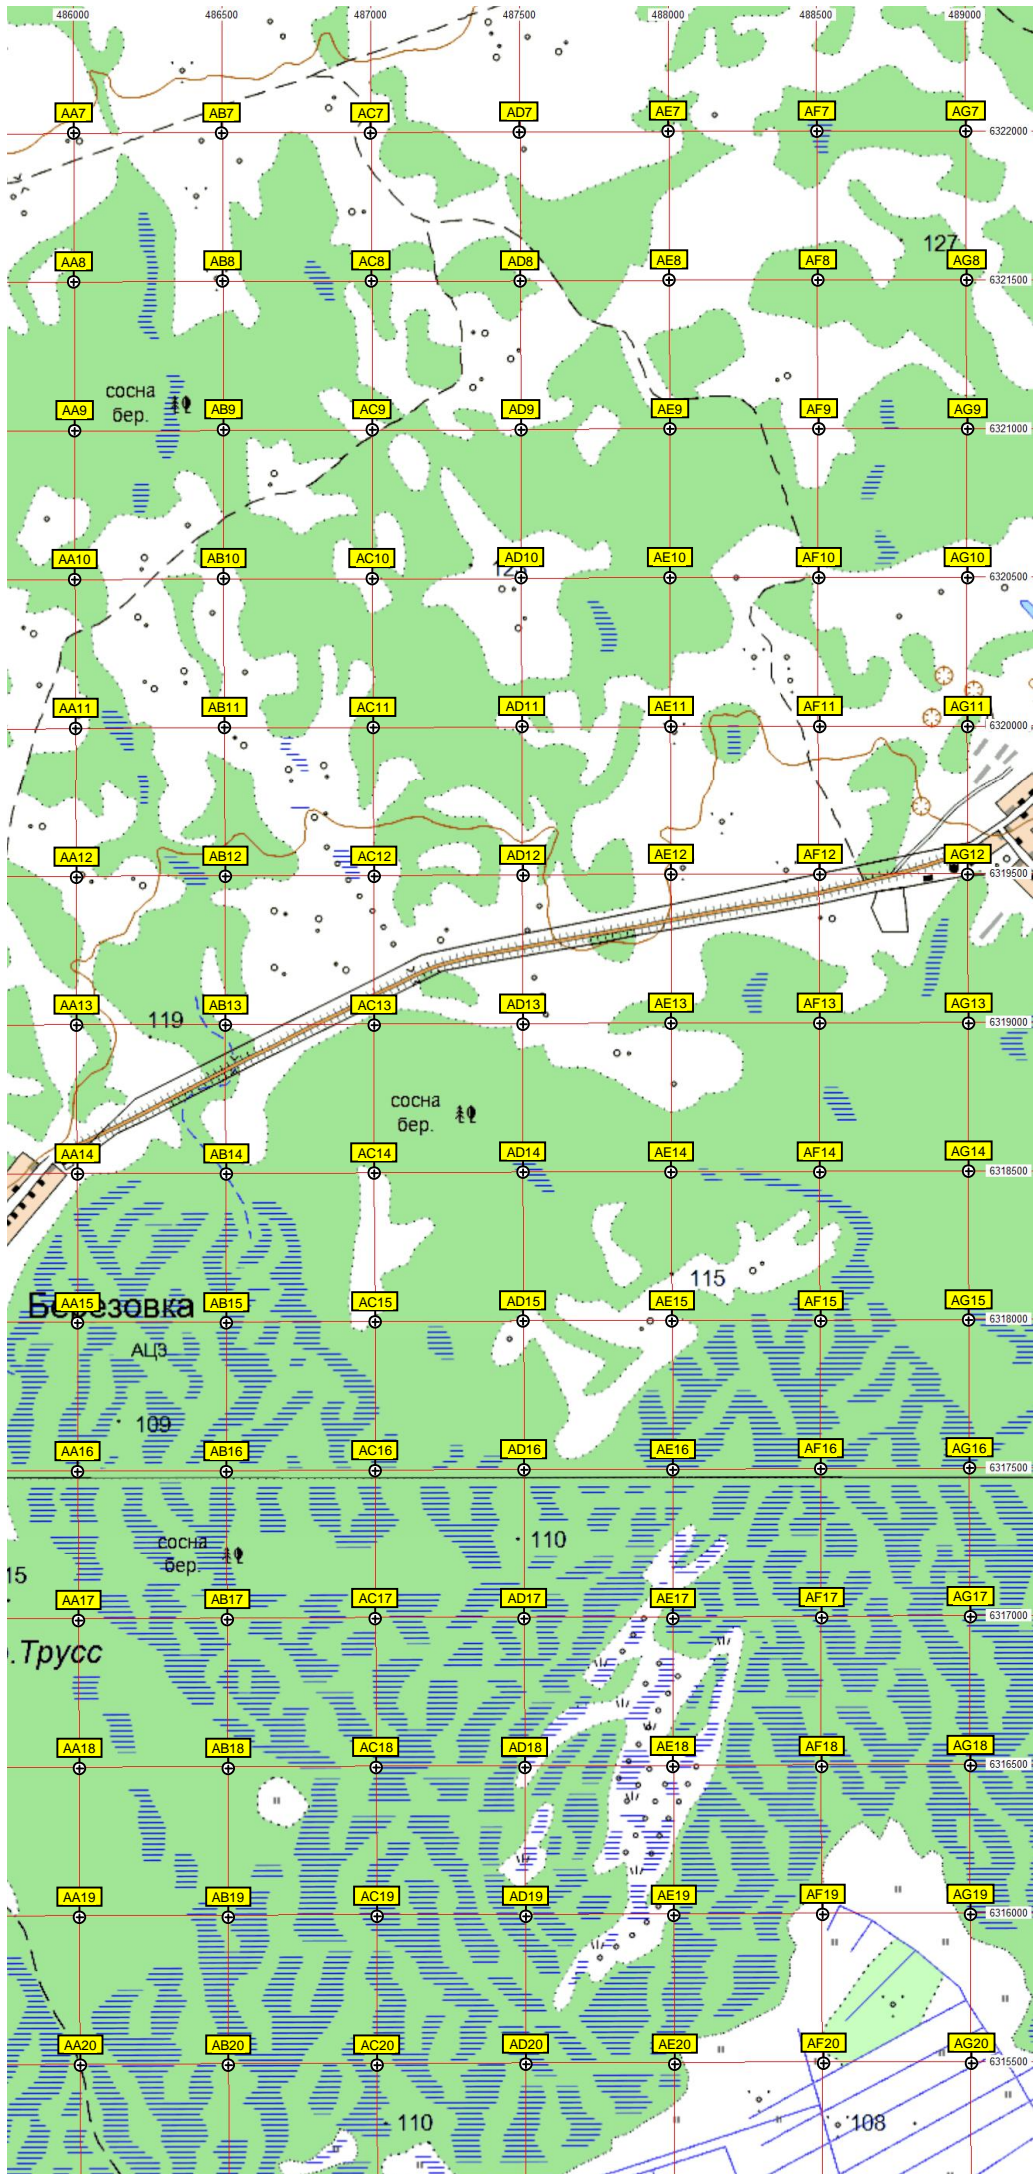 486000 486500 487000 487500 488000 488500 489000
AA7 AB7 AC7 AD7 AE7 AF7 AG7
6322000
127
AA8 AB8 AC8 AD8 AE8 AF8 AG8
6321500
сосна
бер.
AA9 AB9 AC9 AD9 AE9 AF9 AG9
6321000
AA10 AB10 AC10 AD10 AE10 AF10 AG10
6320500
AA11 AB11 AC11 AD11 AE11 AF11 AG11
6320000
AA12 AB12 AC12 AD12 AE12 AF12 AG12
6319500
AA13 AB13 AC13 AD13 AE13 AF13 AG13
119
6319000
сосна
бер.
AA14 AB14 AC14 AD14 AE14 AF14 AG14
6318500
115
Березовка
AA15 AB15 AC15 AD15 AE15 AF15 AG15
6318000
АЦЗ
109
AA16 AB16 AC16 AD16 AE16 AF16 AG16
6317500
сосна
бер.
110
15
AA17 AB17 AC17 AD17 AE17 AF17 AG17
6317000
.Трусс
AA18 AB18 AC18 AD18 AE18 AF18 AG18
6316500
AA19 AB19 AC19 AD19 AE19 AF19 AG19
6316000
AA20 AB20 AC20 AD20 AE20 AF20 AG20
6315500
110 108